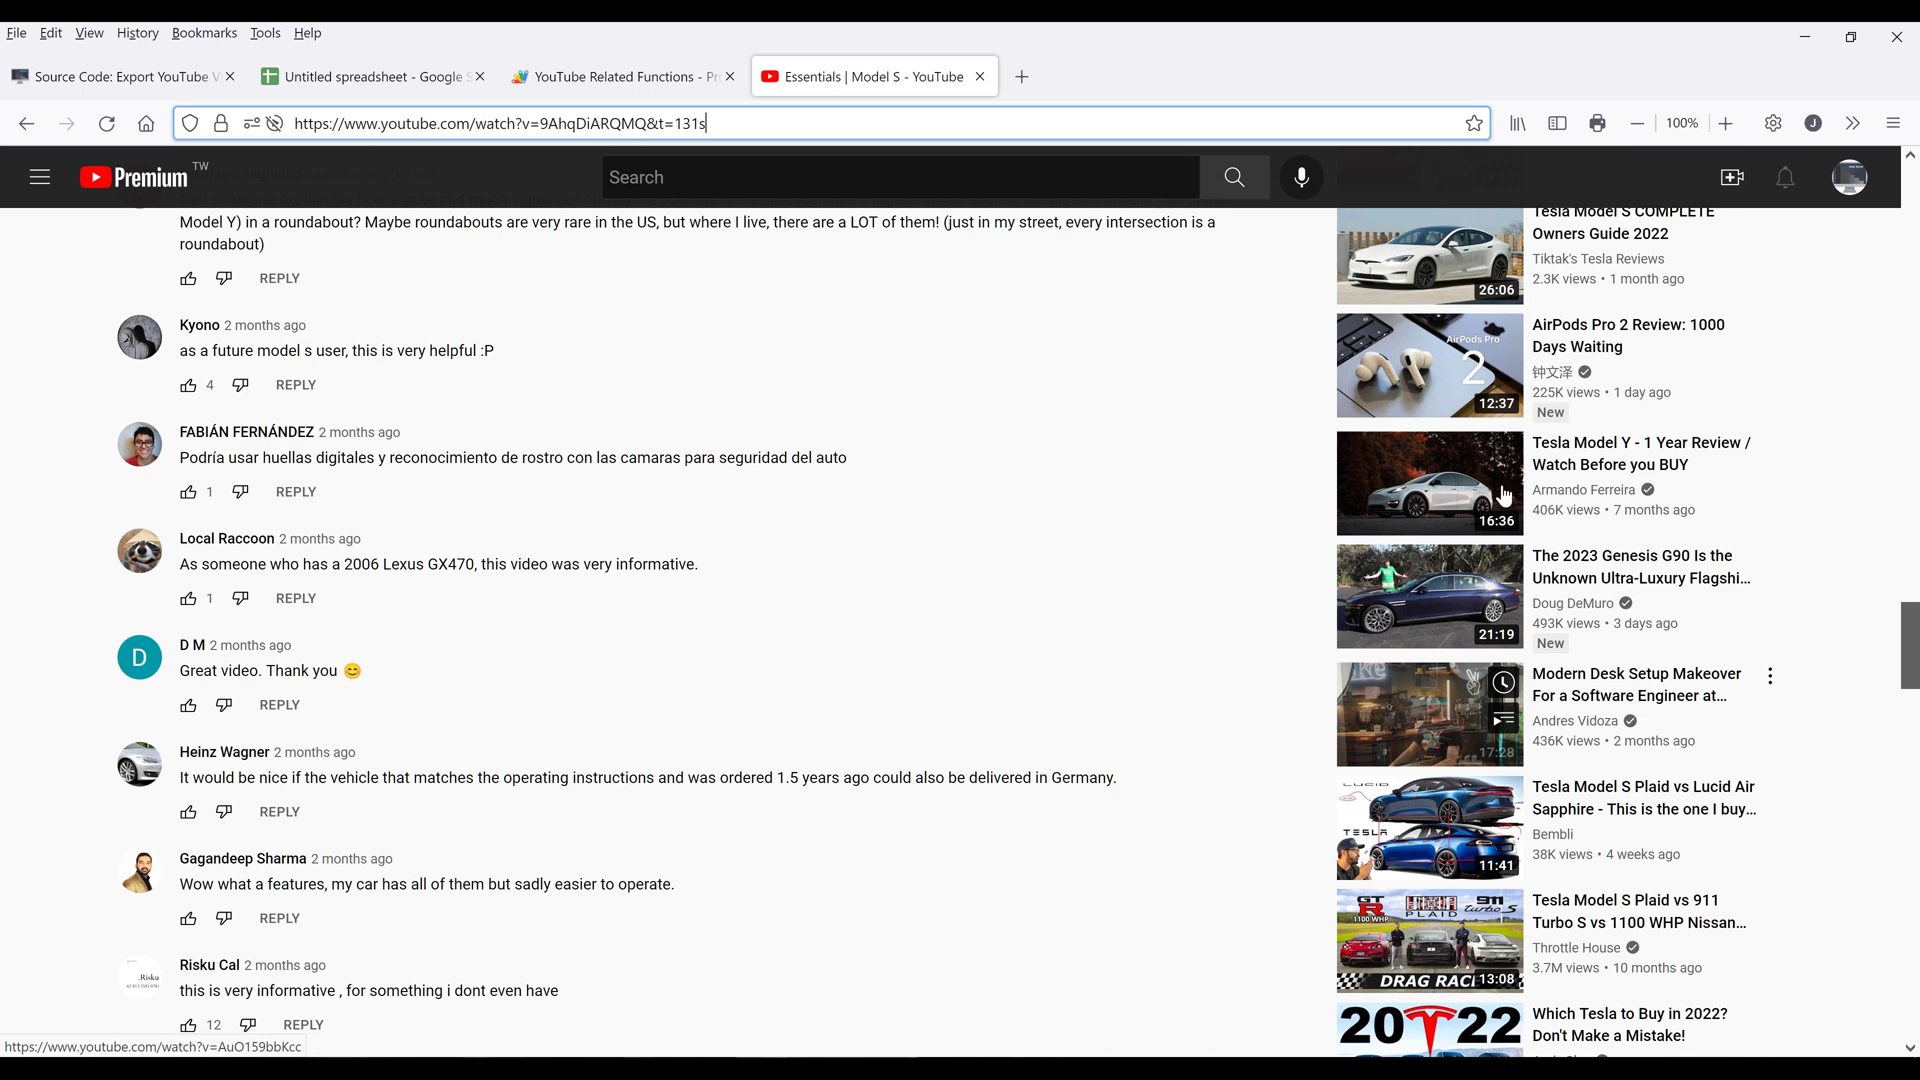 File Edit View History Bookmarks Tools Help
Source Code: Export YouTube V
Untitled spreadsheet - Google S
YouTube Related Functions - Pr
Essentials | Model S - YouTube
https://www.youtube.com/watch?v=9AhqDiARQMQ&t=131s
100%
J
Premium TW
Search
Model Y) in a roundabout? Maybe roundabouts are very rare in the US, but where I live, there are a LOT of them! (just in my street, every intersection is a
roundabout)
REPLY
Kyono 2 months ago
as a future model s user, this is very helpful :P
4 REPLY
FABIÁN FERNÁNDEZ 2 months ago
Podría usar huellas digitales y reconocimiento de rostro con las camaras para seguridad del auto
1 REPLY
Local Raccoon 2 months ago
As someone who has a 2006 Lexus GX470, this video was very informative.
1 REPLY
D
D M 2 months ago
Great video. Thank you 😊
REPLY
Heinz Wagner 2 months ago
It would be nice if the vehicle that matches the operating instructions and was ordered 1.5 years ago could also be delivered in Germany.
REPLY
Gagandeep Sharma 2 months ago
Wow what a features, my car has all of them but sadly easier to operate.
REPLY
.Risku
Risku Cal 2 months ago
this is very informative , for something i dont even have
12 REPLY
https://www.youtube.com/watch?v=AuO159bbKcc
26:06
Tesla Model S COMPLETE
Owners Guide 2022
Tiktak's Tesla Reviews
2.3K views • 1 month ago
AirPods Pro
2
12:37
AirPods Pro 2 Review: 1000
Days Waiting
钟文泽
225K views • 1 day ago
New
16:36
Tesla Model Y - 1 Year Review /
Watch Before you BUY
Armando Ferreira
406K views • 7 months ago
21:19
The 2023 Genesis G90 Is the
Unknown Ultra-Luxury Flagshi...
Doug DeMuro
493K views • 3 days ago
New
17:28
Modern Desk Setup Makeover
For a Software Engineer at...
Andres Vidoza
436K views • 2 months ago
LUCID
TESLA
11:41
Tesla Model S Plaid vs Lucid Air
Sapphire - This is the one I buy...
Bembli
38K views • 4 weeks ago
GT
R
1100 WHP
PLAID
911
turbo S
DRAG RACE
13:08
Tesla Model S Plaid vs 911
Turbo S vs 1100 WHP Nissan...
Throttle House
3.7M views • 10 months ago
2022
Which Tesla to Buy in 2022?
Don't Make a Mistake!